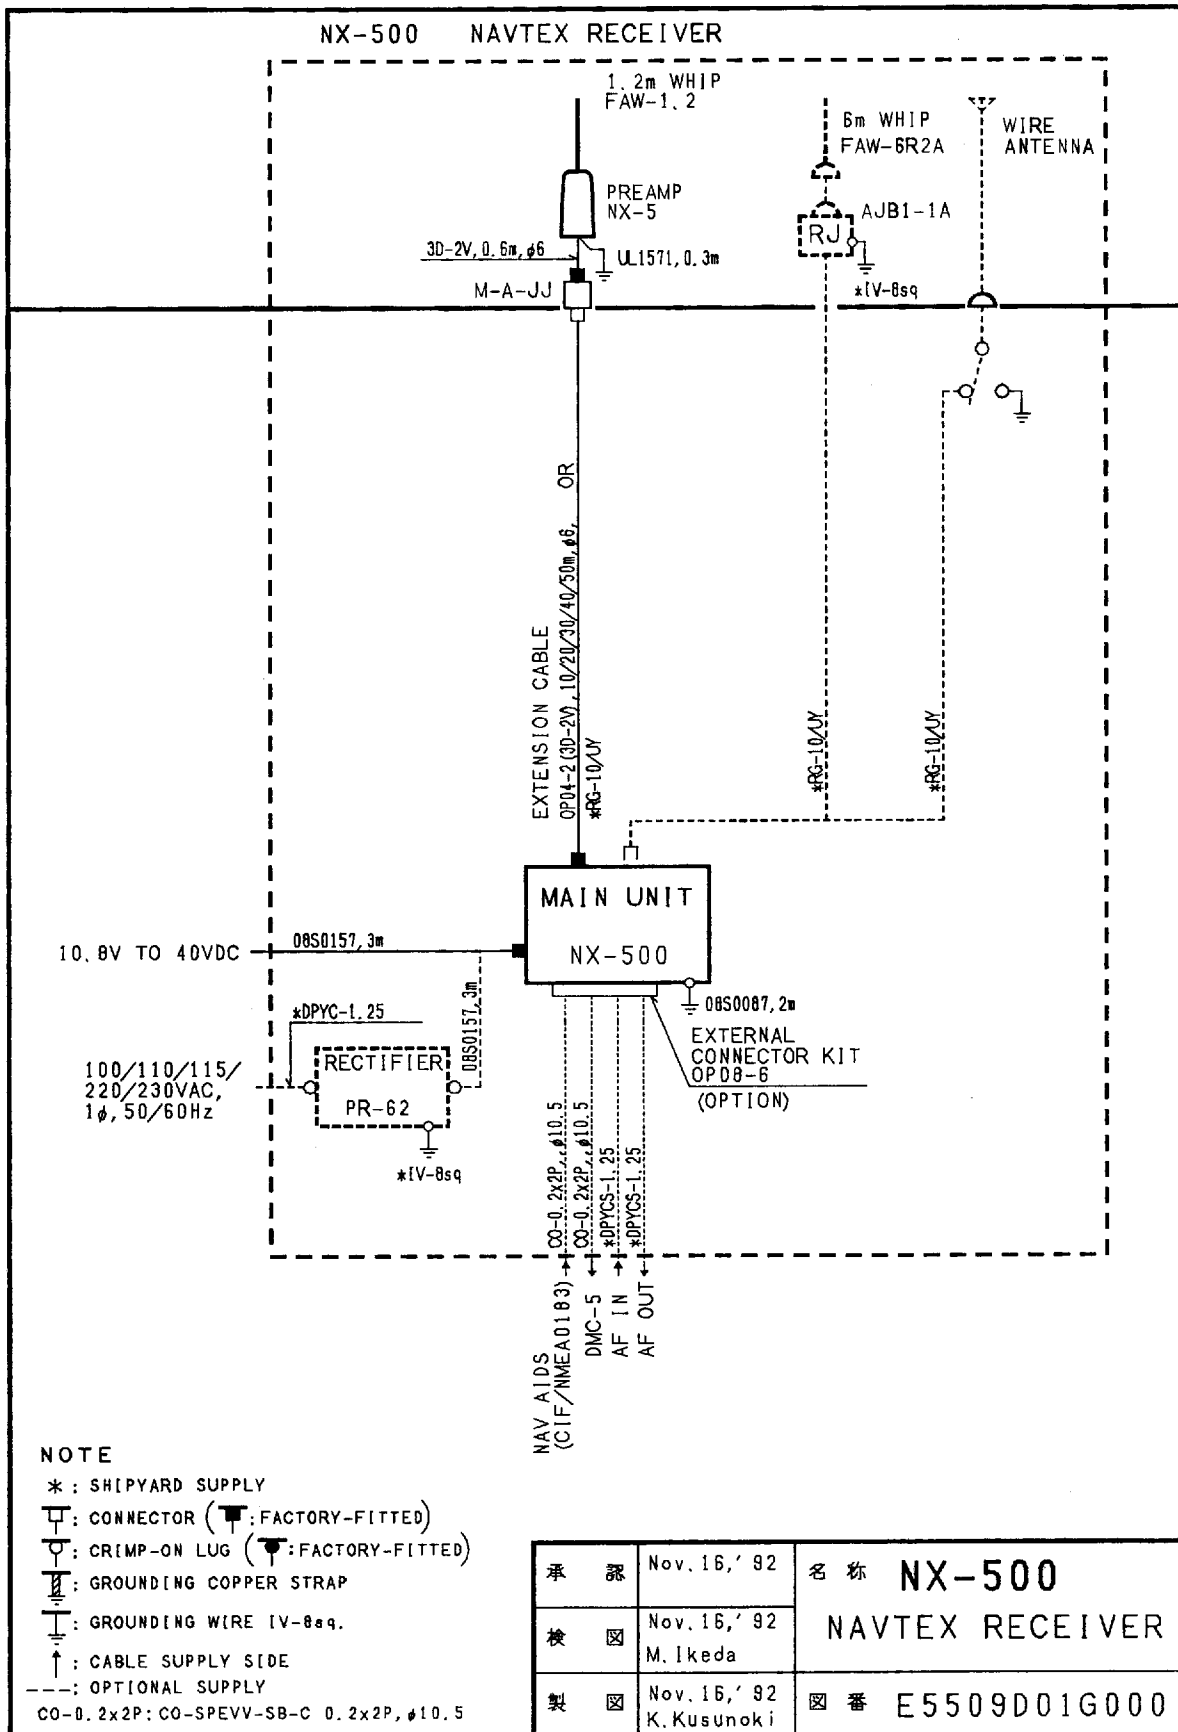 NX-500 NAVTEX RECEIVER
1.2m WHIP
FAW-1.2
6m WHIP
FAW-6R2A
WIRE
ANTENNA
PREAMP
NX-5
AJB1-1A
RJ
3D-2V, 0.6m, φ6
UL1571, 0.3m
M-A-JJ
*IV-8sq
EXTENSION CABLE
OP04-2 (3D-2V), 10/20/30/40/50m, φ6, OR
*RG-10/UY
*RG-10/UY
*RG-10/UY
MAIN UNIT
NX-500
10.8V TO 40VDC
08S0157, 3m
08S0157, 3m
*DPYC-1.25
08S0087, 2m
EXTERNAL
CONNECTOR KIT
OP08-6
(OPTION)
100/110/115/
220/230VAC,
1φ, 50/60Hz
RECTIFIER
PR-62
*IV-8sq
CO-0.2x2P, φ10.5
CO-0.2x2P, φ10.5
*DPYCS-1.25
*DPYCS-1.25
NAV AIDS
(CIF/NMEA0183)
DMC-5
AF IN
AF OUT
NOTE
* : SHIPYARD SUPPLY
: CONNECTOR ( : FACTORY-FITTED)
: CRIMP-ON LUG ( : FACTORY-FITTED)
: GROUNDING COPPER STRAP
: GROUNDING WIRE IV-8sq.
↑ : CABLE SUPPLY SIDE
---: OPTIONAL SUPPLY
CO-0.2x2P: CO-SPEVV-SB-C 0.2x2P, φ10.5
承 認 Nov. 16, '92
検 図 Nov. 16, '92
M. Ikeda
製 図 Nov. 16, '92
K. Kusunoki
名 称 NX-500
NAVTEX RECEIVER
図 番 E5509D01G000